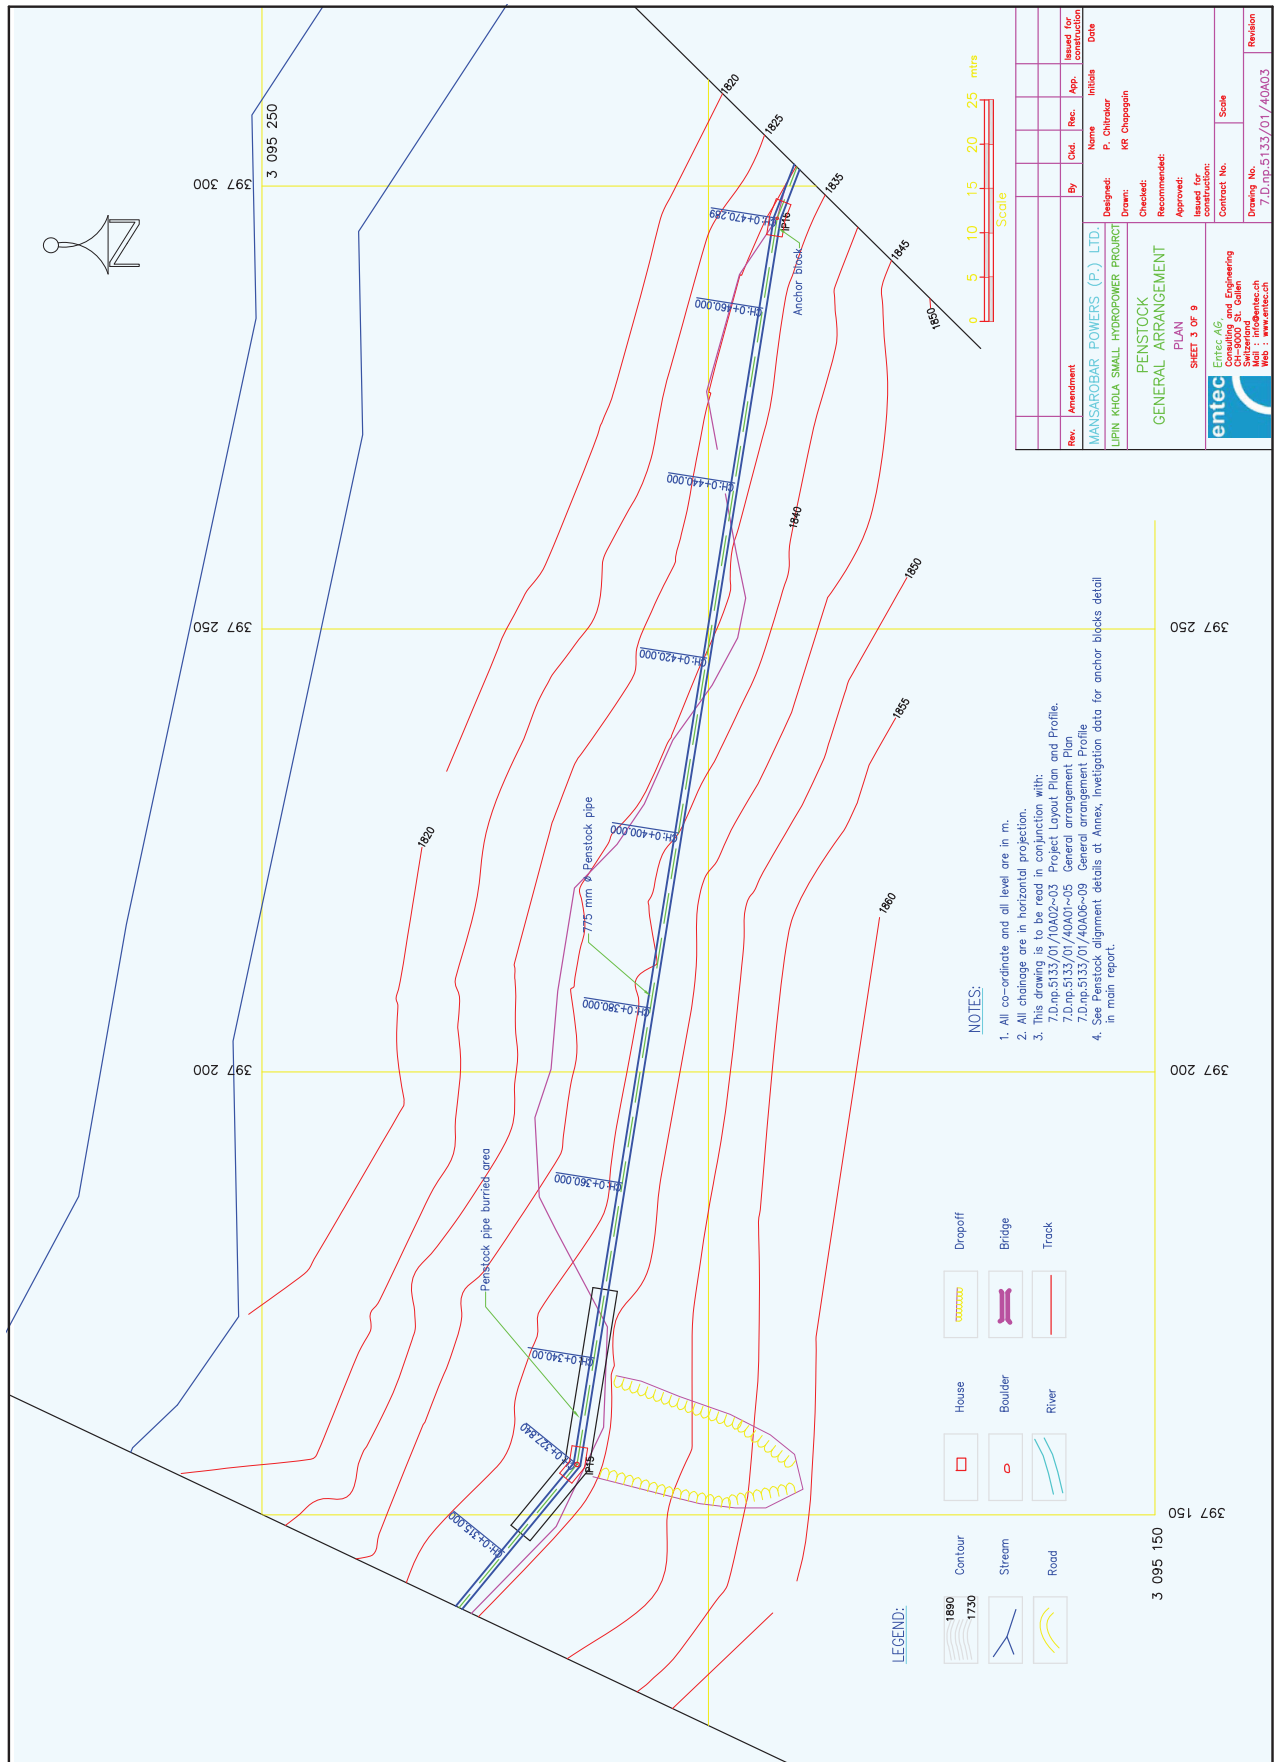 3 095 250
397 300
397 250
397 200
1820
1825
1835
1845
1850
1820
1840
1850
1855
1860
CH:0+315.000
CH:0+327.840
IP15
CH:0+340.00
CH:0+360.000
CH:0+380.000
CH:0+400.000
CH:0+420.000
CH:0+440.000
CH:0+460.000
CH:0+470.289
IP16
Penstock pipe burried area
775 mm ø Penstock pipe
Anchor block
397 150
397 200
397 250
3 095 150
0 5 10 15 20 25 mtrs
Scale
LEGEND:
1890
1730
Contour
House
Dropoff
Stream
Boulder
Bridge
Road
River
Track
NOTES:
1. All co-ordinate and all level are in m.
2. All chainage are in horizontal projection.
3. This drawing is to be read in conjunction with:
7.D.np.5133/01/10A02~03 Project Layout Plan and Profile.
7.D.np.5133/01/40A01~05 General arrangement Plan
7.D.np.5133/01/40A06~09 General arrangement Profile
4. See Penstock alignment details at Annex, Invetigation data for anchor blocks detail
in main report.
Rev. Amendment By Ckd. Rec. App. Issued for
construction
MANSAROBAR POWERS (P.) LTD.
LIPIN KHOLA SMALL HYDROPOWER PROJRCT
PENSTOCK
GENERAL ARRANGEMENT
PLAN
SHEET 3 OF 9
entec
Entec AG.
Consulting and Engineering
CH-9000 St. Gallen
Switzerland
Mail : info@entec.ch
Web : www.entec.ch
Name Initials Date
Designed: P. Chitrakar
Drawn: KR Chapagain
Checked:
Recommended:
Approved:
Issued for
construction:
Contract No. Scale
Drawing No. Revision
7.D.np.5133/01/40A03